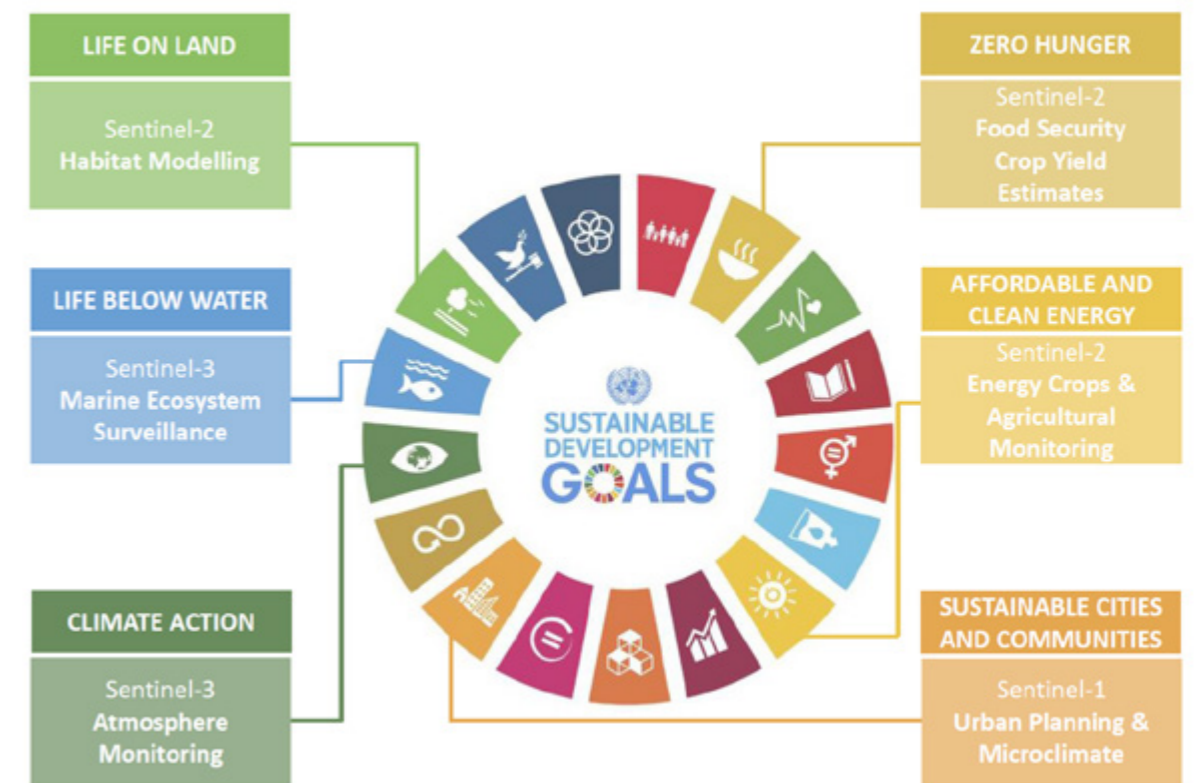 LIFE ON LAND
Sentinel-2
Habitat Modelling
LIFE BELOW WATER
Sentinel-3
Marine Ecosystem
Surveillance
CLIMATE ACTION
Sentinel-3
Atmosphere
Monitoring
SUSTAINABLE
DEVELOPMENT
GOALS
ZERO HUNGER
Sentinel-2
Food Security
Crop Yield
Estimates
AFFORDABLE AND
CLEAN ENERGY
Sentinel-2
Energy Crops &
Agricultural
Monitoring
SUSTAINABLE CITIES
AND COMMUNITIES
Sentinel-1
Urban Planning &
Microclimate